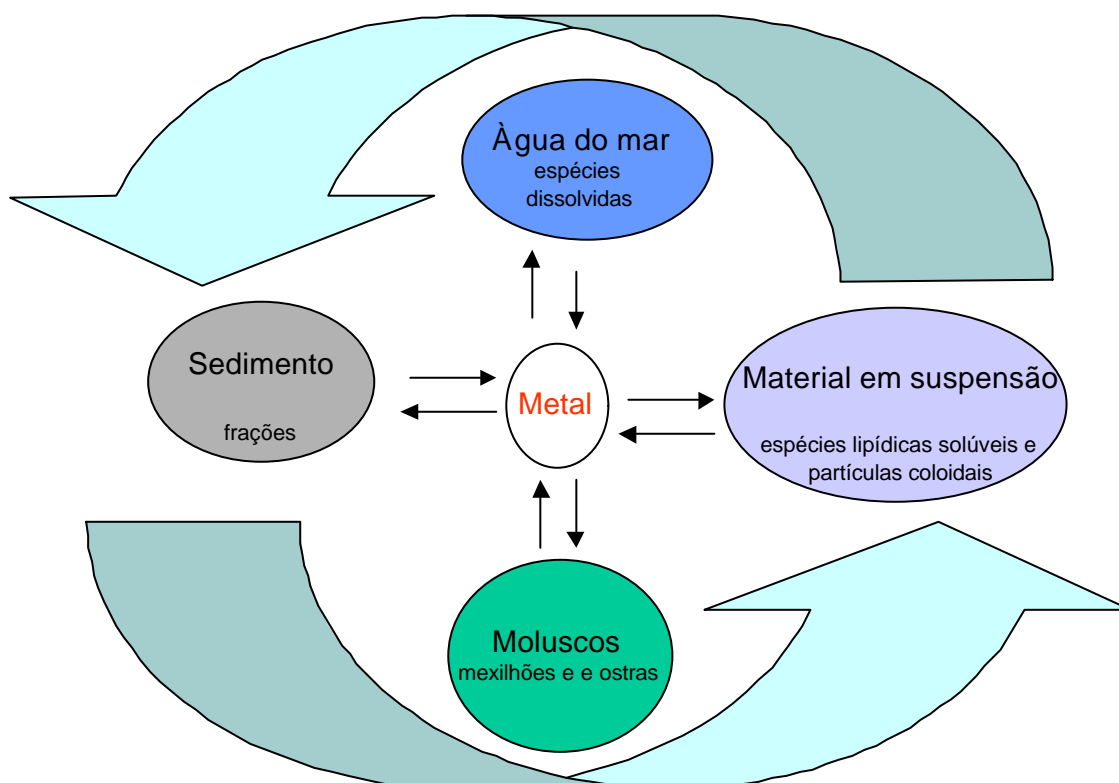 Àgua do mar
espécies
dissolvidas
Sedimento
frações
Metal
Material em suspensão
espécies lipídicas solúveis e
partículas coloidais
Moluscos
mexilhões e e ostras